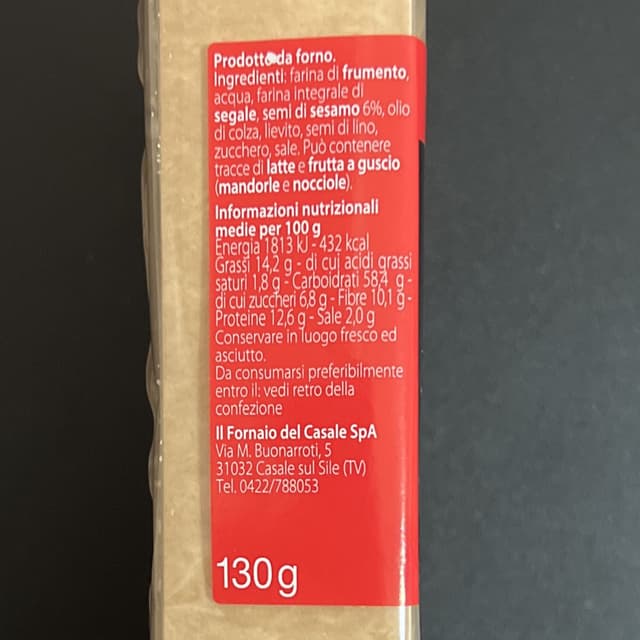 Prodotto da forno.
Ingredienti: farina di frumento,
acqua, farina integrale di
segale, semi di sesamo 6%, olio
di colza, lievito, semi di lino,
zucchero, sale. Può contenere
tracce di latte e frutta a guscio
(mandorle e nocciole).
Informazioni nutrizionali
medie per 100 g
Energia 1813 kJ - 432 kcal
Grassi 14,2 g - di cui acidi grassi
saturi 1,8 g - Carboidrati 58,4 g -
di cui zuccheri 6,8 g - Fibre 10,1 g -
Proteine 12,6 g - Sale 2,0 g
Conservare in luogo fresco ed
asciutto.
Da consumarsi preferibilmente
entro il: vedi retro della
confezione
Il Fornaio del Casale SpA
Via M. Buonarroti, 5
31032 Casale sul Sile (TV)
Tel. 0422/788053
130g